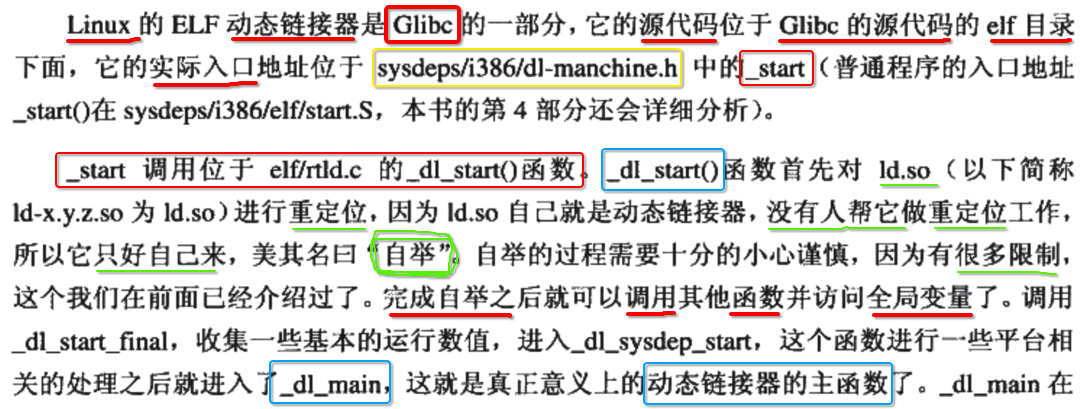 Linux 的 ELF 动态链接器是 Glibc 的一部分，它的源代码位于 Glibc 的源代码的 elf 目录
下面，它的实际入口地址位于 sysdeps/i386/dl-manchine.h 中的_start（普通程序的入口地址
_start()在 sysdeps/i386/elf/start.S，本书的第 4 部分还会详细分析）。
_start 调用位于 elf/rtld.c 的_dl_start()函数。_dl_start()函数首先对 ld.so（以下简称
ld-x.y.z.so 为 ld.so）进行重定位，因为 ld.so 自己就是动态链接器，没有人帮它做重定位工作，
所以它只好自己来，美其名曰“自举”。自举的过程需要十分的小心谨慎，因为有很多限制，
这个我们在前面已经介绍过了。完成自举之后就可以调用其他函数并访问全局变量了。调用
_dl_start_final，收集一些基本的运行数值，进入_dl_sysdep_start，这个函数进行一些平台相
关的处理之后就进入了_dl_main，这就是真正意义上的动态链接器的主函数了。_dl_main 在